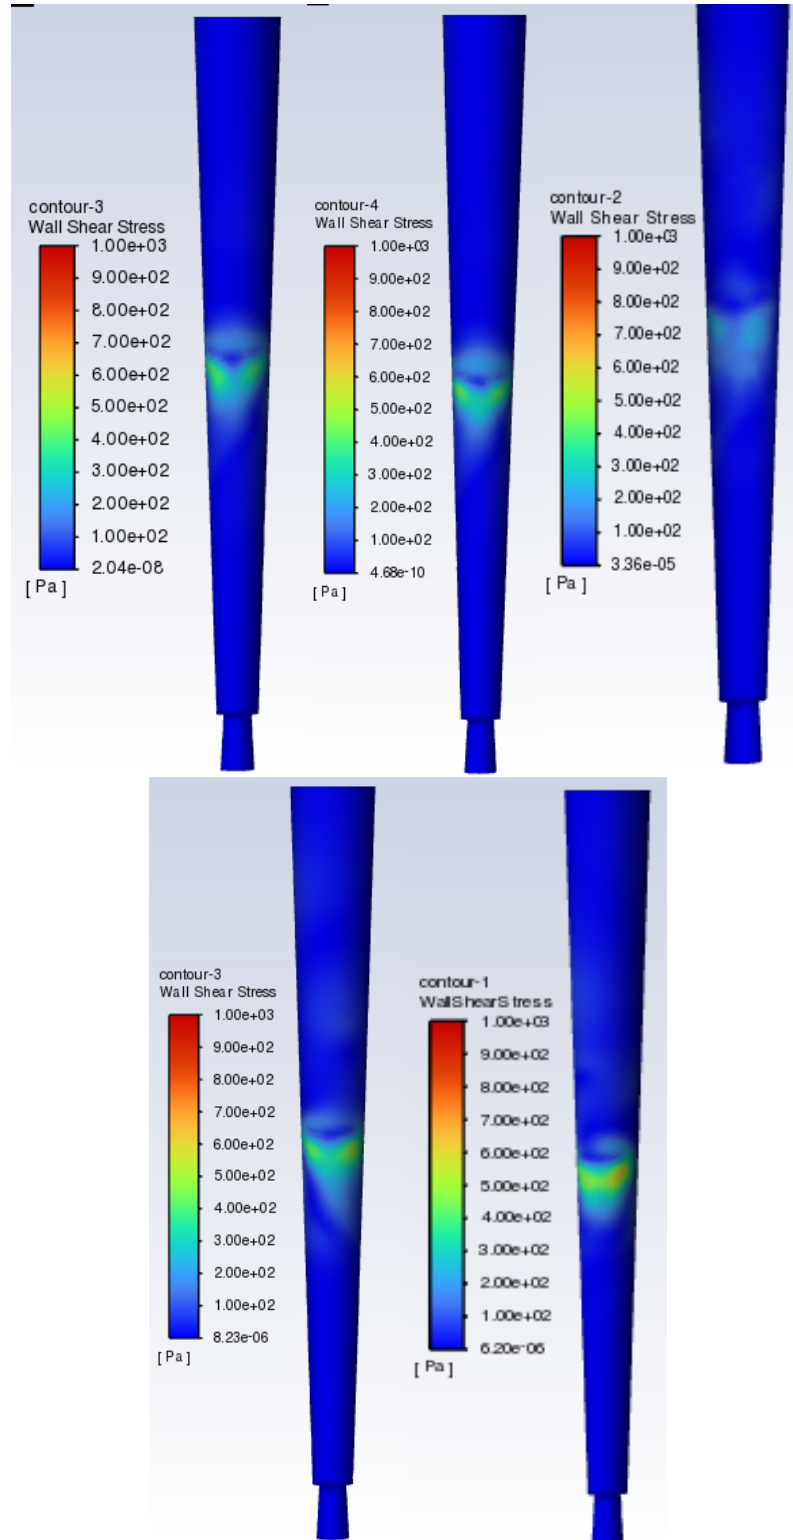 contour-3
Wall Shear Stress
1.00e+03
9.00e+02
8.00e+02
7.00e+02
6.00e+02
5.00e+02
4.00e+02
3.00e+02
2.00e+02
1.00e+02
2.04e-08
[ Pa ]
contour-4
Wall Shear Stress
1.00e+03
9.00e+02
8.00e+02
7.00e+02
6.00e+02
5.00e+02
4.00e+02
3.00e+02
2.00e+02
1.00e+02
4.68e-10
[ Pa ]
contour-2
Wall Shear Stress
1.00e+03
9.00e+02
8.00e+02
7.00e+02
6.00e+02
5.00e+02
4.00e+02
3.00e+02
2.00e+02
1.00e+02
3.36e-05
[ Pa ]
contour-3
Wall Shear Stress
1.00e+03
9.00e+02
8.00e+02
7.00e+02
6.00e+02
5.00e+02
4.00e+02
3.00e+02
2.00e+02
1.00e+02
8.23e-06
[ Pa ]
contour-1
WallShearStress
1.00e+03
9.00e+02
8.00e+02
7.00e+02
6.00e+02
5.00e+02
4.00e+02
3.00e+02
2.00e+02
1.00e+02
6.20e-06
[ Pa ]